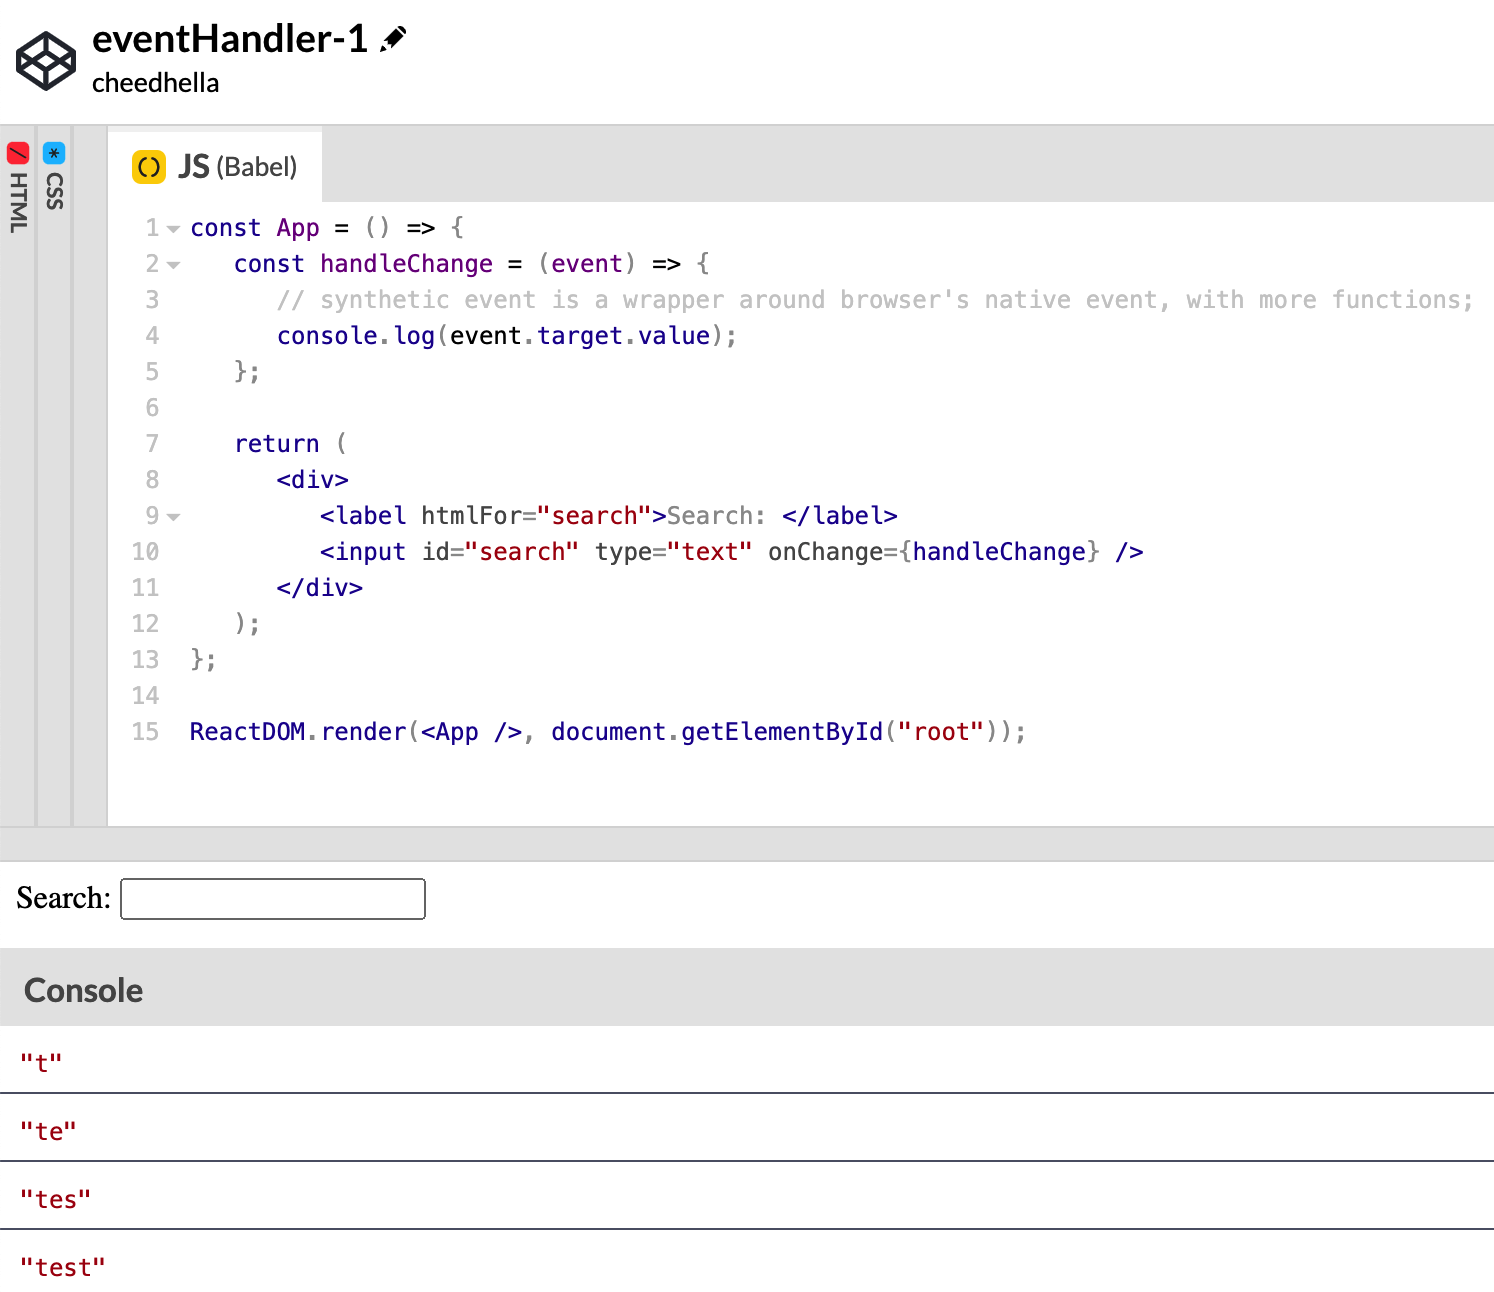 eventHandler-1
cheedhella
HTML
CSS
JS (Babel)
1 const App = () => {
2 const handleChange = (event) => {
3 // synthetic event is a wrapper around browser's native event, with more functions;
4 console.log(event.target.value);
5 };
6
7 return (
8 <div>
9 <label htmlFor="search">Search: </label>
10 <input id="search" type="text" onChange={handleChange} />
11 </div>
12 );
13 };
14
15 ReactDOM.render(<App />, document.getElementById("root"));
Search:
Console
"t"
"te"
"tes"
"test"